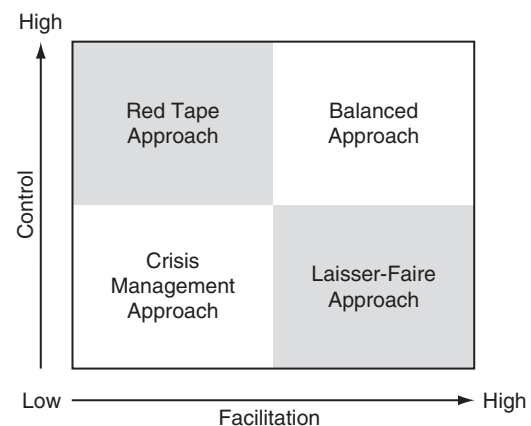 High
Red Tape
Approach
Balanced
Approach
Control
Crisis
Management
Approach
Laisser-Faire
Approach
Low
High
Facilitation